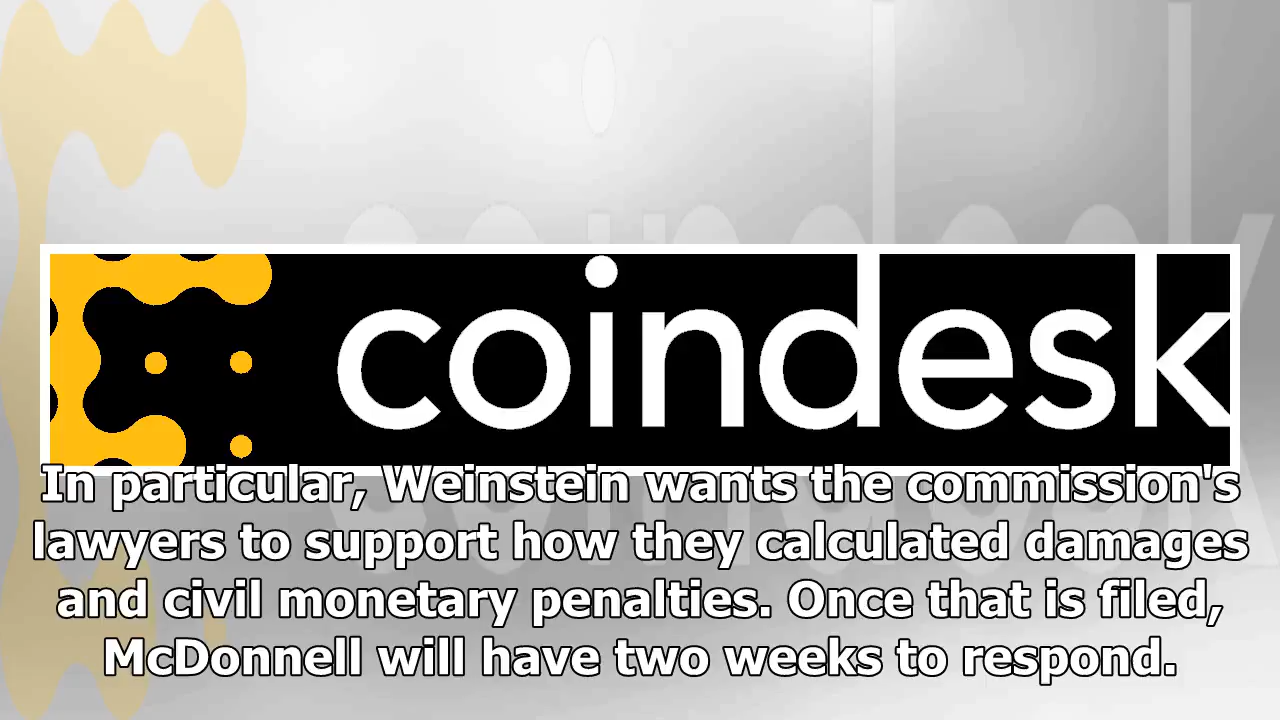 coindesk
In particular, Weinstein wants the commission's
lawyers to support how they calculated damages
and civil monetary penalties. Once that is filed,
McDonnell will have two weeks to respond.